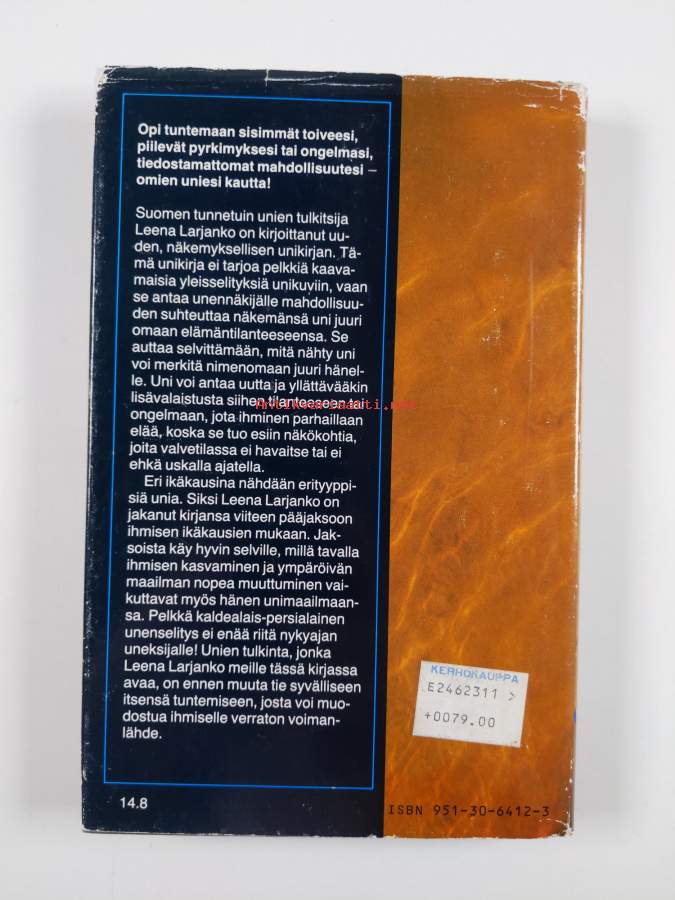 Opi tuntemaan sisimmät toiveesi,
piilevät pyrkimyksesi tai ongelmasi,
tiedostamattomat mahdollisuutesi –
omien uniesi kautta!
Suomen tunnetuin unien tulkitsija
Leena Larjanko on kirjoittanut uu-
den, näkemyksellisen unikirjan. Tä-
mä unikirja ei tarjoa pelkkiä kaava-
maisia yleisselityksiä unikuviin, vaan
se antaa unennäkijälle mahdollisuu-
den suhteuttaa näkemänsä uni juuri
omaan elämäntilanteeseensa. Se
auttaa selvittämään, mitä nähty uni
voi merkitä nimenomaan juuri hänel-
le. Uni voi antaa uutta ja yllättävääkin
lisävalaistusta siihen tilanteeseen tai
ongelmaan, jota ihminen parhaillaan
elää, koska se tuo esiin näkökohtia,
joita valvetilassa ei havaitse tai ei
ehkä uskalla ajatella.
Eri ikäkausina nähdään erityyppi-
siä unia. Siksi Leena Larjanko on
jakanut kirjansa viiteen pääjaksoon
ihmisen ikäkausien mukaan. Jak-
soista käy hyvin selville, millä tavalla
ihmisen kasvaminen ja ympäröivän
maailman nopea muuttuminen vai-
kuttavat myös hänen unimaailmaan-
sa. Pelkkä kaldealais-persialainen
unenselitys ei enää riitä nykyajan
uneksijalle! Unien tulkinta, jonka
Leena Larjanko meille tässä kirjassa
avaa, on ennen muuta tie syvälliseen
itsensä tuntemiseen, josta voi muo-
dostua ihmiselle verraton voiman-
lähde.
14.8
Antikvariaatti.net
KERHOKAUPPA
E2462311 >
+0079.00
ISBN 951-30-6412-3